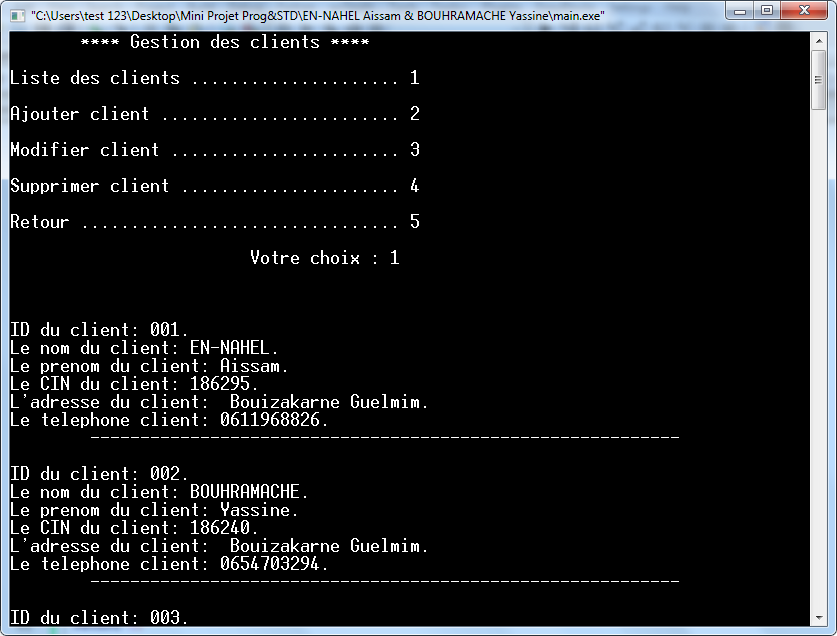 "C:\Users\test 123\Desktop\Mini Projet Prog&STD\EN-NAHEL Aissam & BOUHRAMACHE Yassine\main.exe"
**** Gestion des clients ****
Liste des clients ..................... 1
Ajouter client ........................ 2
Modifier client ....................... 3
Supprimer client ...................... 4
Retour ................................ 5
Votre choix : 1
ID du client: 001.
Le nom du client: EN-NAHEL.
Le prenom du client: Aissam.
Le CIN du client: 186295.
L'adresse du client:  Bouizakarne Guelmim.
Le telephone client: 0611968826.
-----------------------------------------------------------
ID du client: 002.
Le nom du client: BOUHRAMACHE.
Le prenom du client: Yassine.
Le CIN du client: 186240.
L'adresse du client:  Bouizakarne Guelmim.
Le telephone client: 0654703294.
-----------------------------------------------------------
ID du client: 003.